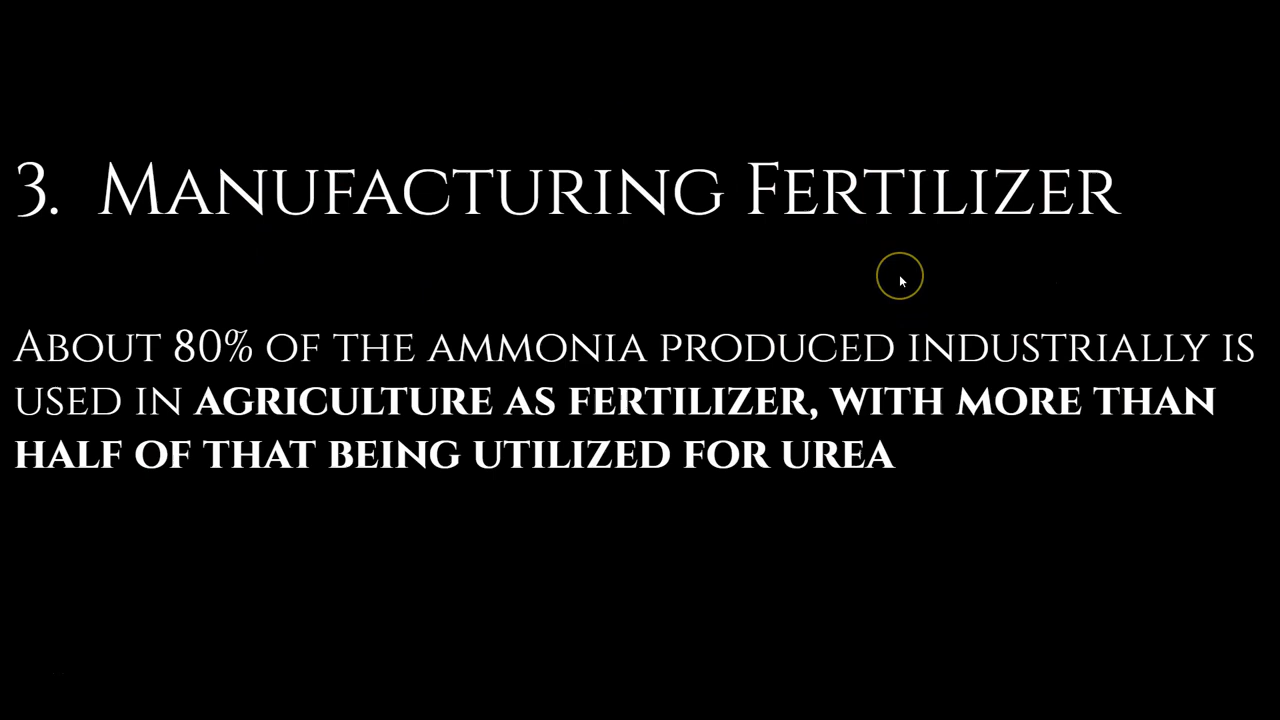 3. Manufacturing Fertilizer
About 80% of the ammonia produced industrially is
used in agriculture as fertilizer, with more than
half of that being utilized for urea